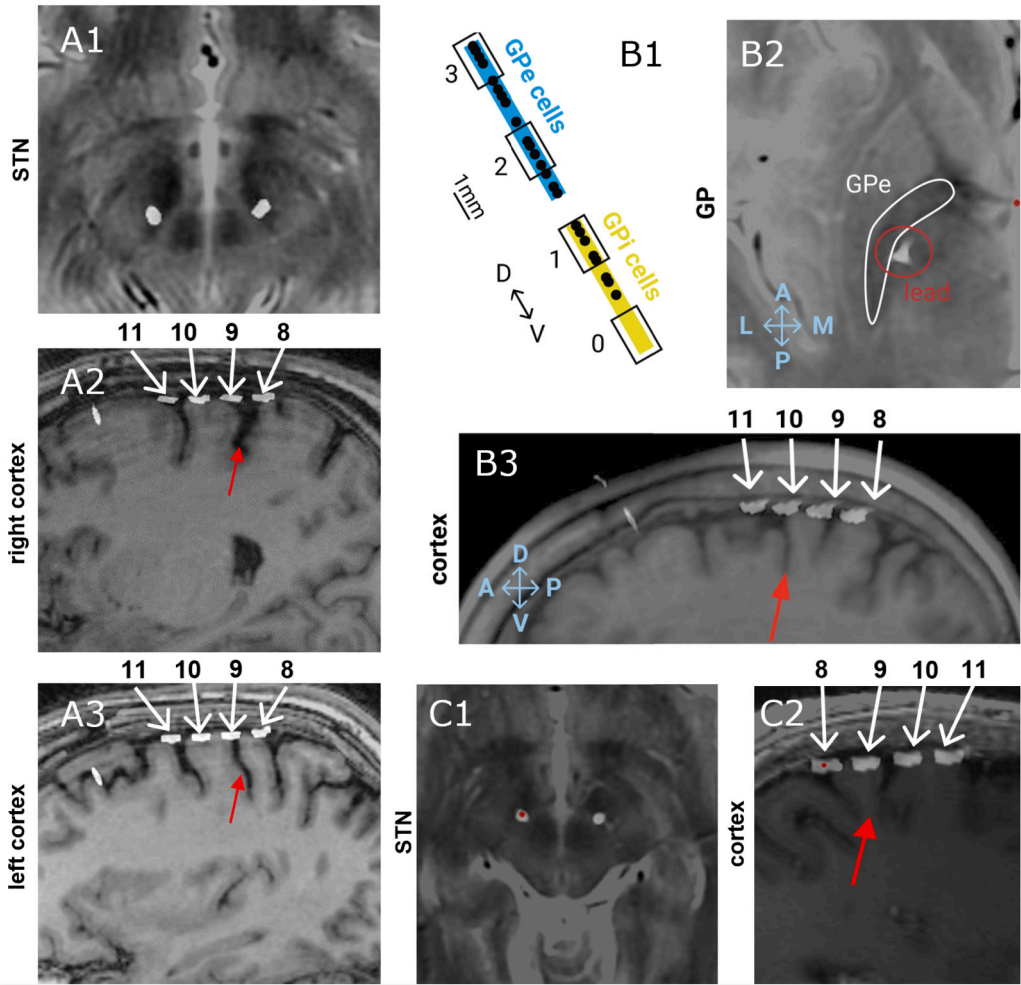 A1
STN
B1
GPe cells
3
2
1mm
GPi cells
1
D
V
0
B2
GP
GPe
lead
A
L M
P
11 10 9 8
A2
right cortex
11 10 9 8
B3
cortex
D
A P
V
11 10 9 8
A3
left cortex
C1
STN
8 9 10 11
C2
cortex